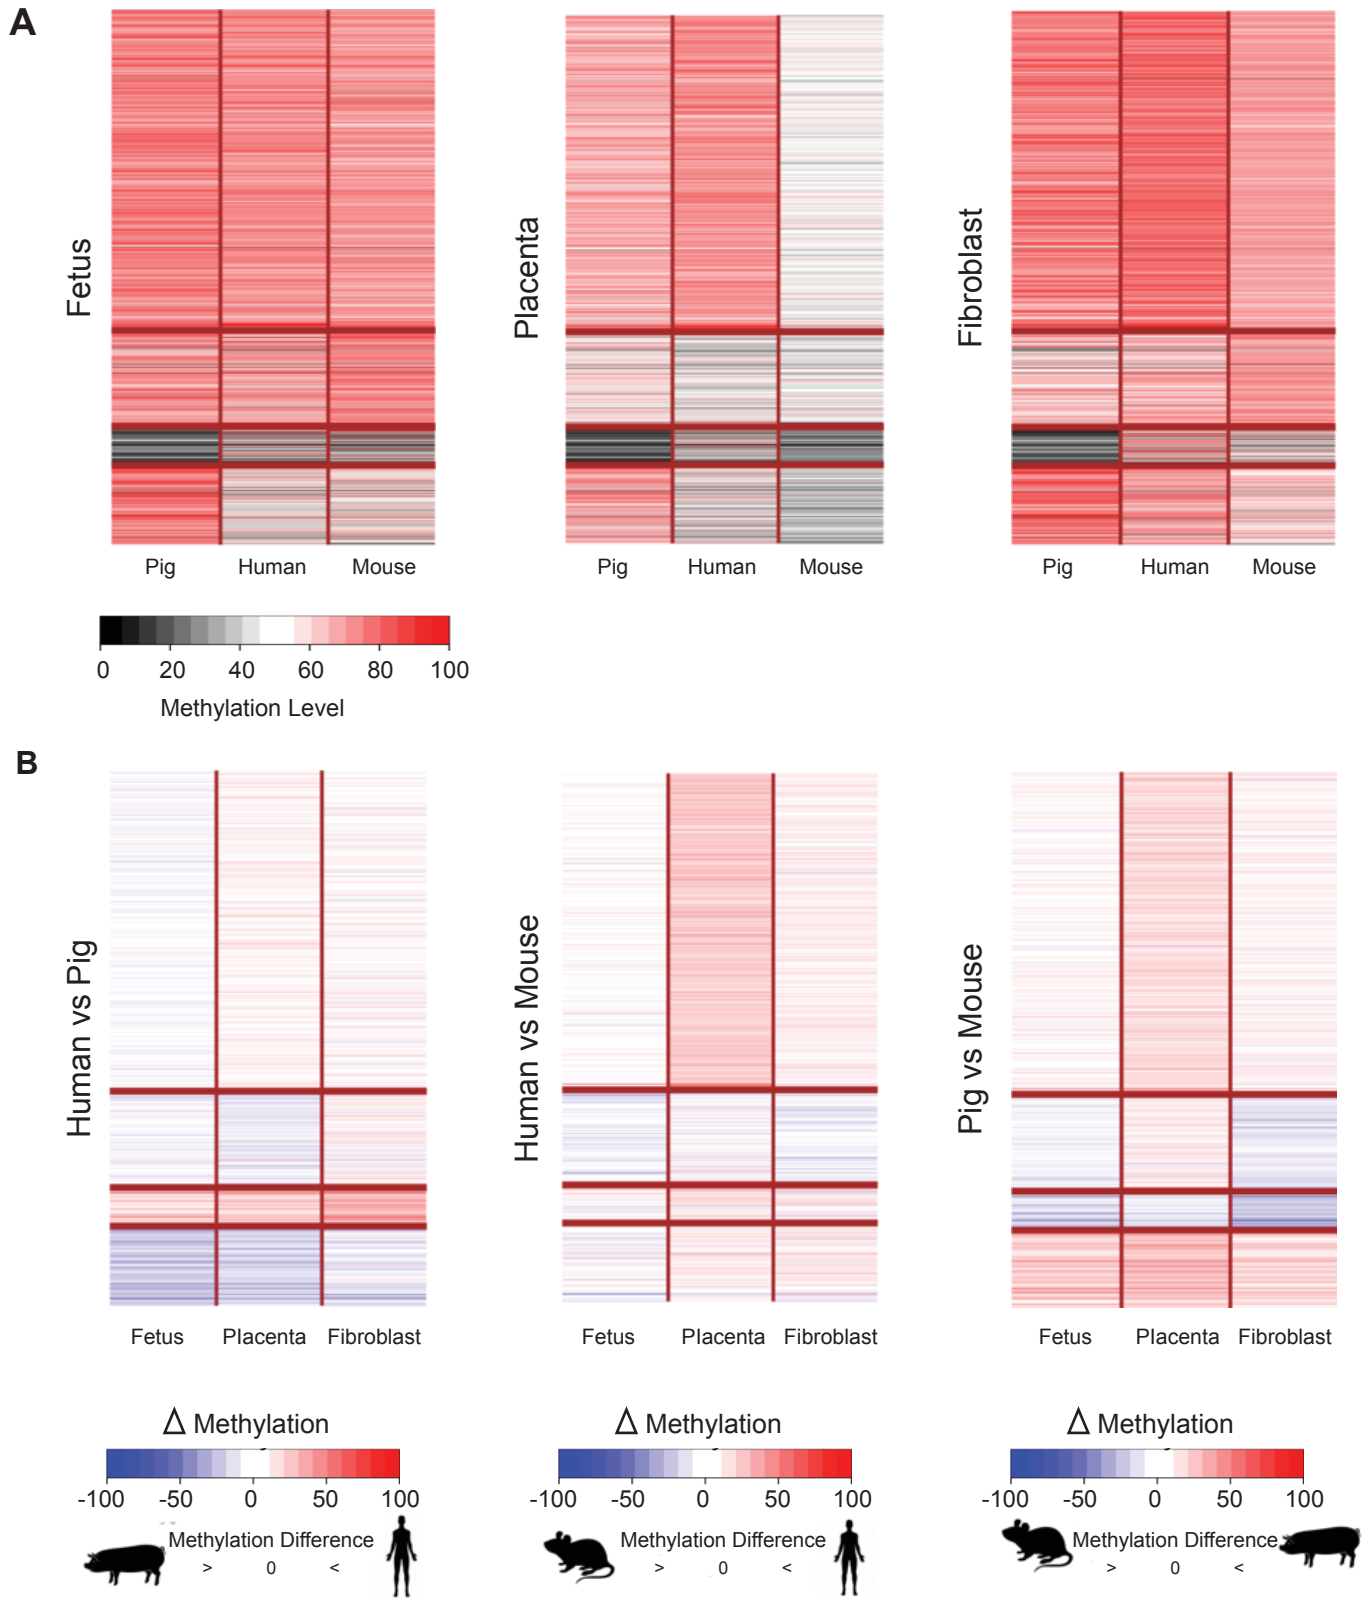 A
Fetus
Placenta
Fibroblast
Pig Human Mouse
Pig Human Mouse
Pig Human Mouse
0 20 40 60 80 100
Methylation Level
B
Human vs Pig
Human vs Mouse
Pig vs Mouse
Fetus Placenta Fibroblast
Fetus Placenta Fibroblast
Fetus Placenta Fibroblast
Δ Methylation
Δ Methylation
Δ Methylation
-100 -50 0 50 100
-100 -50 0 50 100
-100 -50 0 50 100
Methylation Difference
Methylation Difference
Methylation Difference
> 0 <
> 0 <
> 0 <